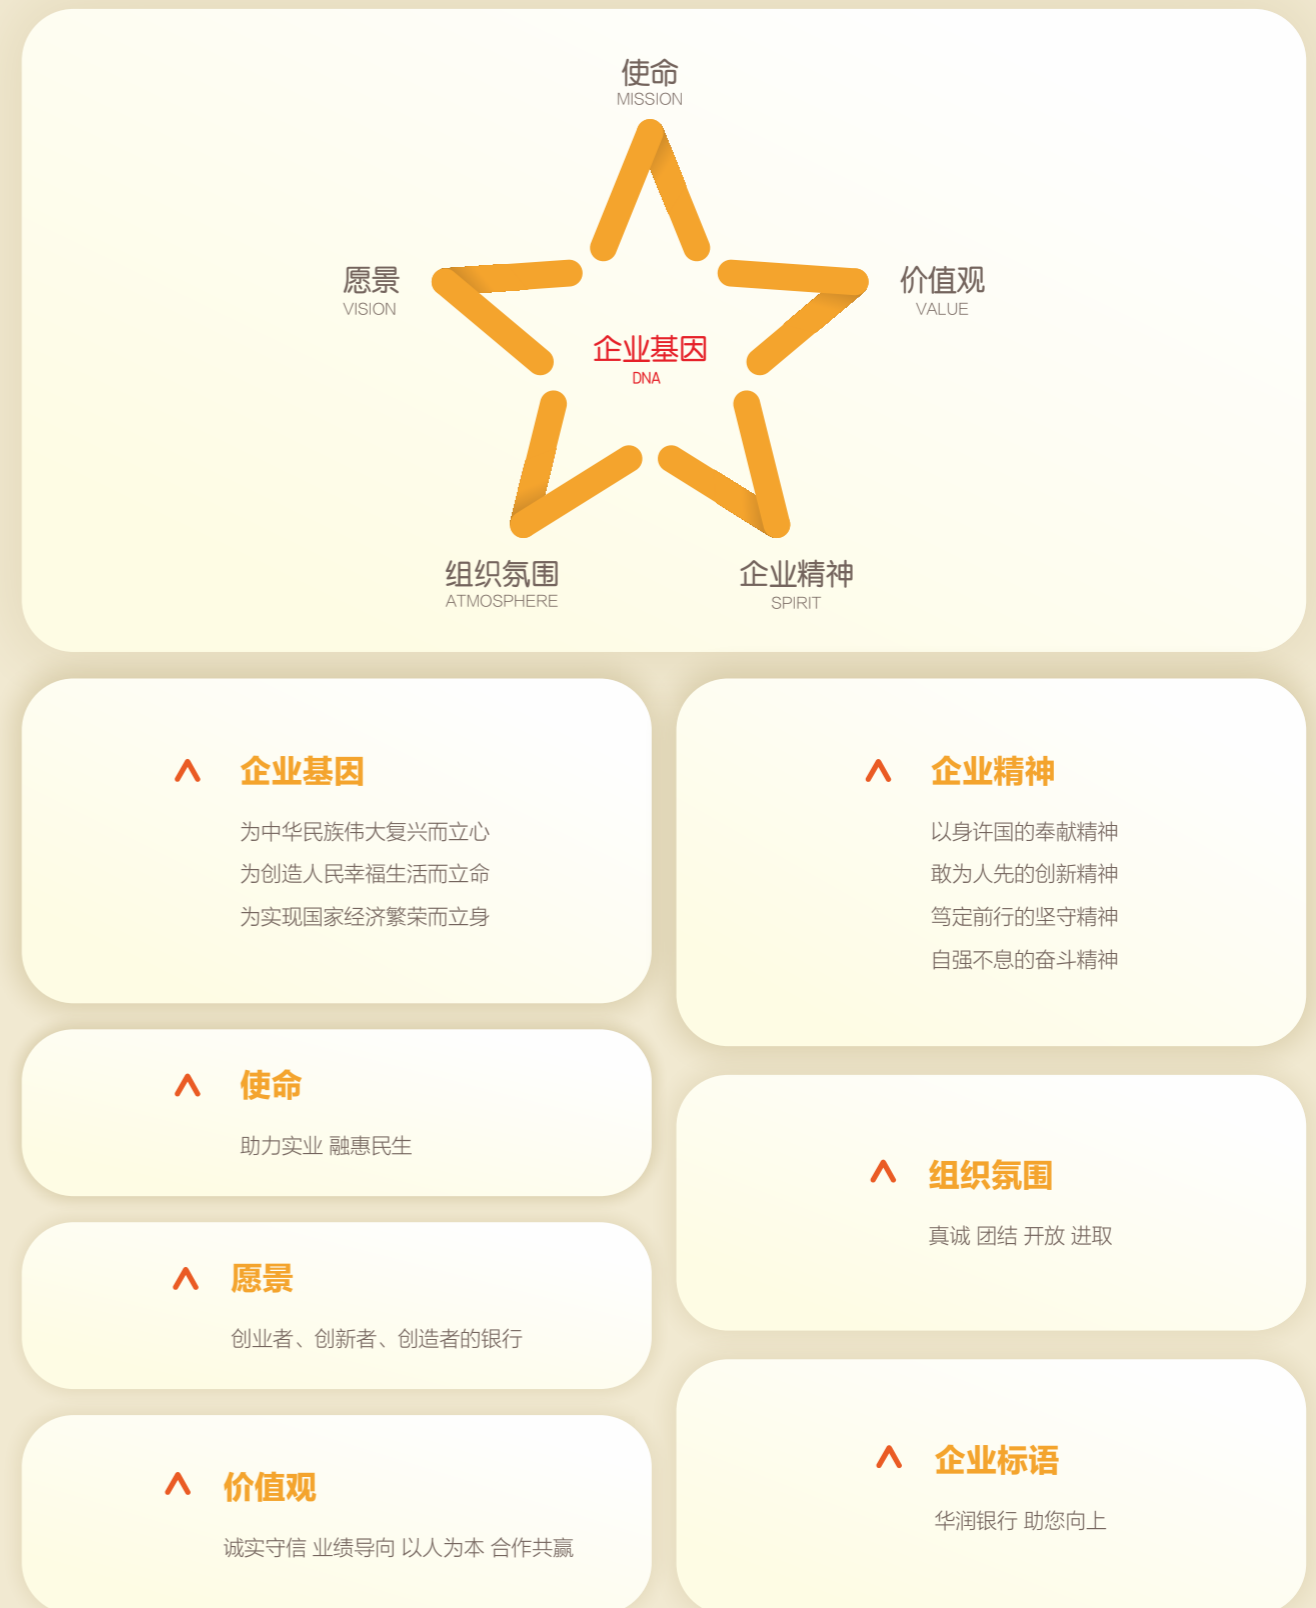 使命
MISSION
愿景
VISION
价值观
VALUE
企业基因
DNA
组织氛围
ATMOSPHERE
企业精神
SPIRIT
企业基因
为中华民族伟大复兴而立心
为创造人民幸福生活而立命
为实现国家经济繁荣而立身
使命
助力实业 融惠民生
愿景
创业者、创新者、创造者的银行
价值观
诚实守信 业绩导向 以人为本 合作共赢
企业精神
以身许国的奉献精神
敢为人先的创新精神
笃定前行的坚守精神
自强不息的奋斗精神
组织氛围
真诚 团结 开放 进取
企业标语
华润银行 助您向上